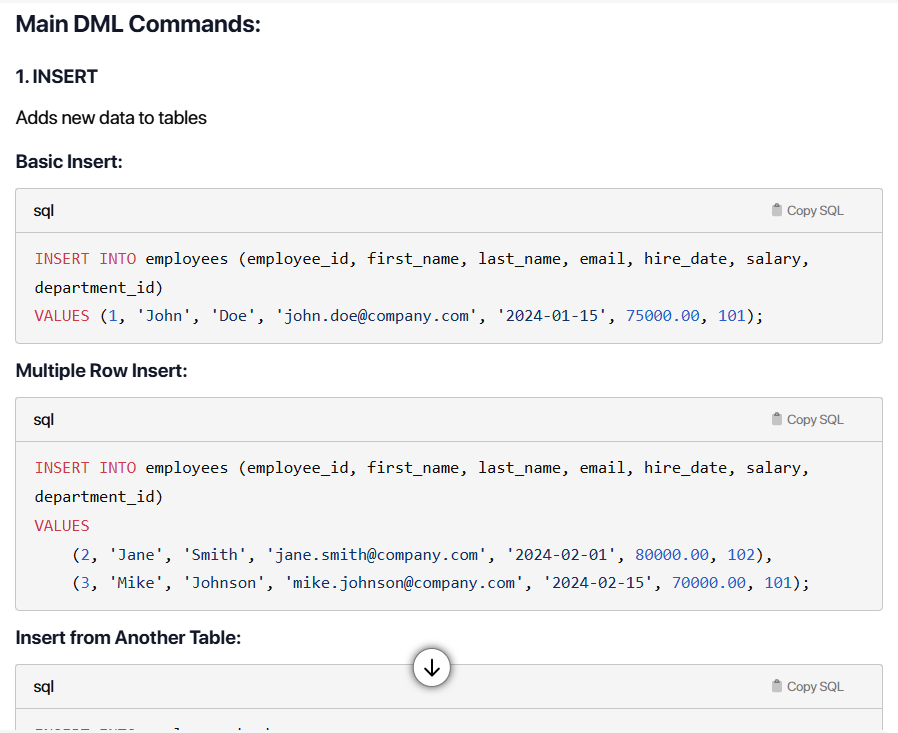 Main DML Commands:
1. INSERT
Adds new data to tables
Basic Insert:
sql Copy SQL
INSERT INTO employees (employee_id, first_name, last_name, email, hire_date, salary,
department_id)
VALUES (1, 'John', 'Doe', 'john.doe@company.com', '2024-01-15', 75000.00, 101);
Multiple Row Insert:
sql Copy SQL
INSERT INTO employees (employee_id, first_name, last_name, email, hire_date, salary,
department_id)
VALUES
(2, 'Jane', 'Smith', 'jane.smith@company.com', '2024-02-01', 80000.00, 102),
(3, 'Mike', 'Johnson', 'mike.johnson@company.com', '2024-02-15', 70000.00, 101);
Insert from Another Table:
sql Copy SQL